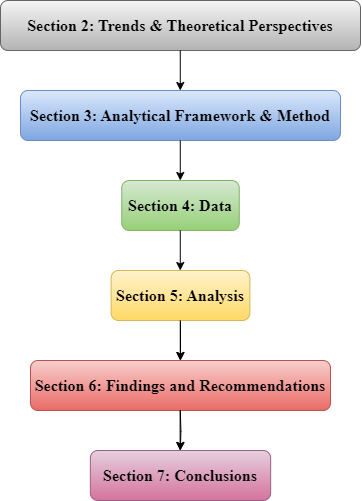 Section 2: Trends & Theoretical Perspectives
Section 3: Analytical Framework & Method
Section 4: Data
Section 5: Analysis
Section 6: Findings and Recommendations
Section 7: Conclusions